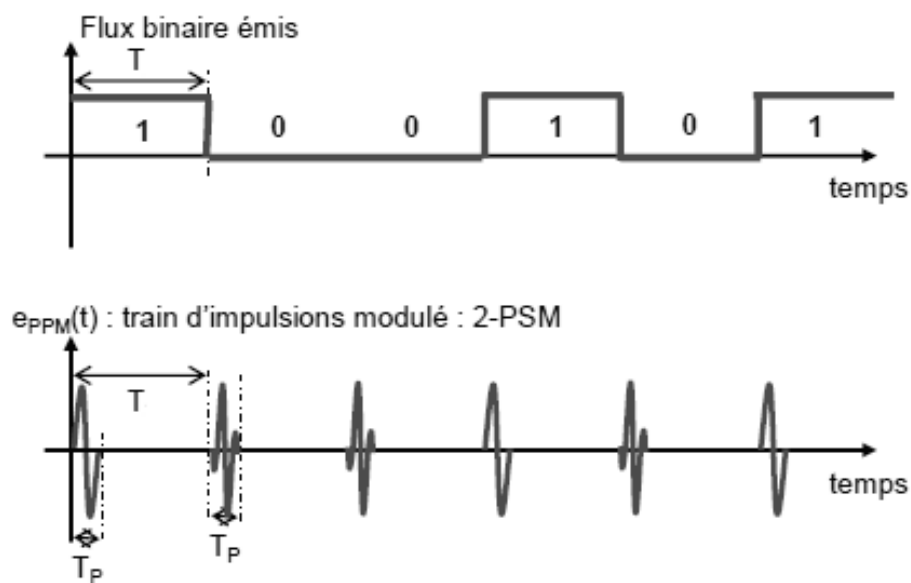 Flux binaire émis
T
1 0 0 1 0 1
temps
e_PPM(t) : train d'impulsions modulé : 2-PSM
T
temps
T_P
T_P